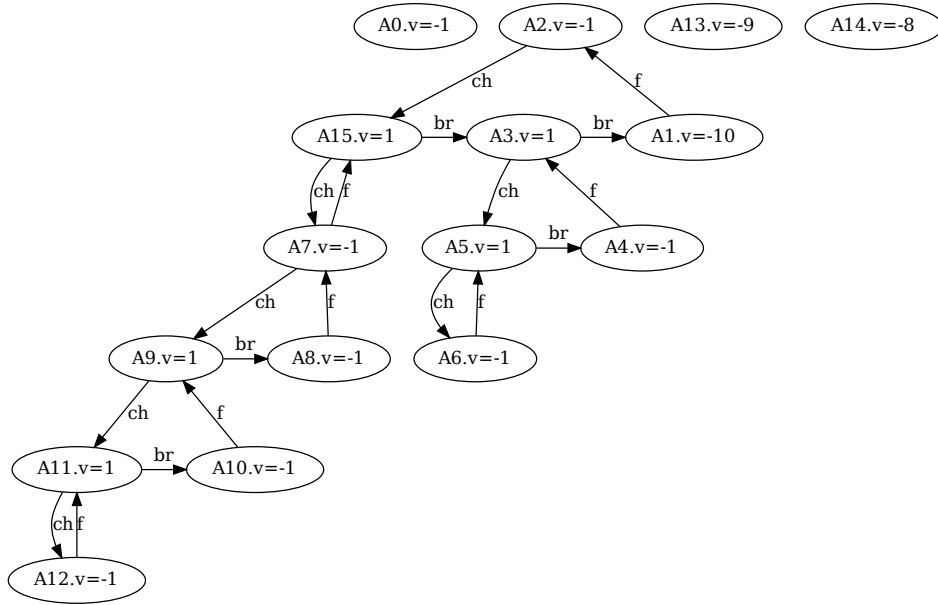 A0.v=-1 A2.v=-1 A13.v=-9 A14.v=-8
ch f
A15.v=1 br A3.v=1 br A1.v=-10
ch f ch f
A7.v=-1 A5.v=1 br A4.v=-1
ch f ch f
A9.v=1 br A8.v=-1 A6.v=-1
ch f
A11.v=1 br A10.v=-1
ch f
A12.v=-1